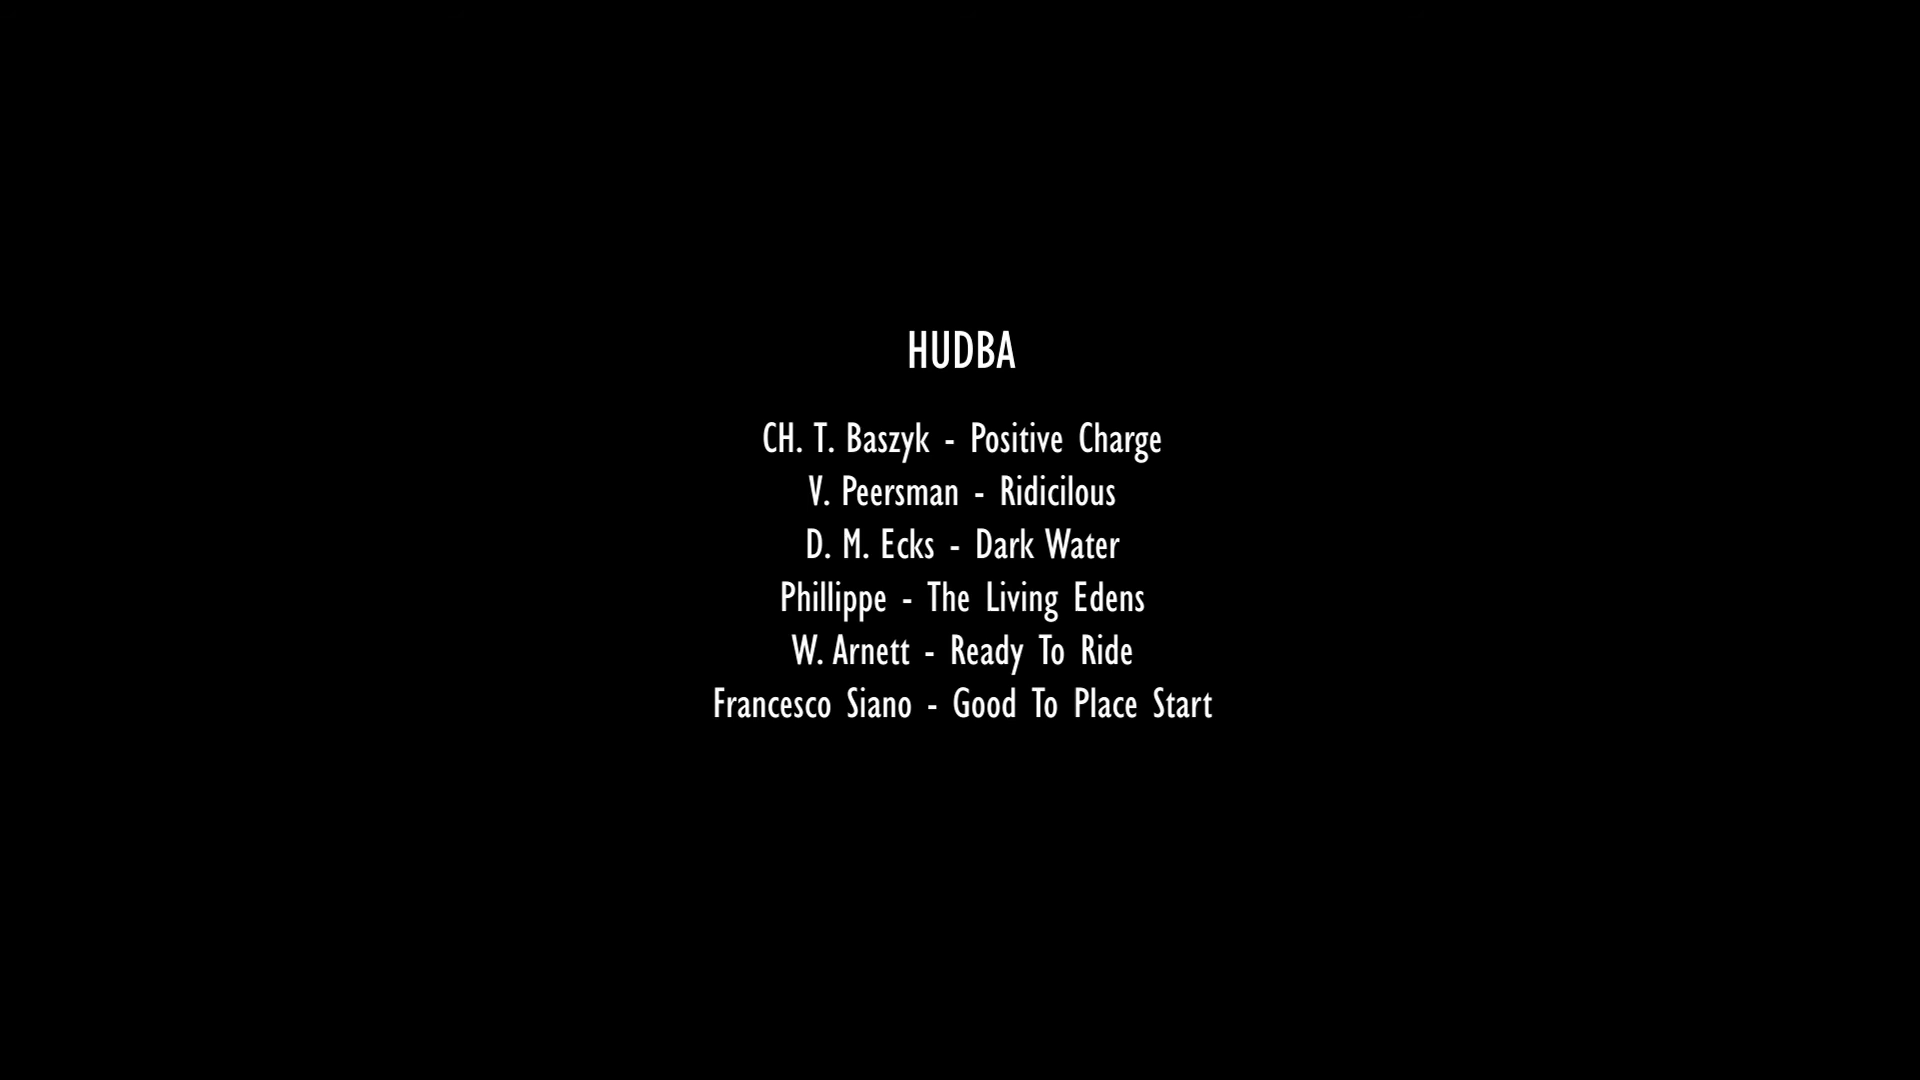 HUDBA
CH. T. Baszyk - Positive Charge
V. Peersman - Ridicilous
D. M. Ecks - Dark Water
Phillippe - The Living Edens
W. Arnett - Ready To Ride
Francesco Siano - Good To Place Start